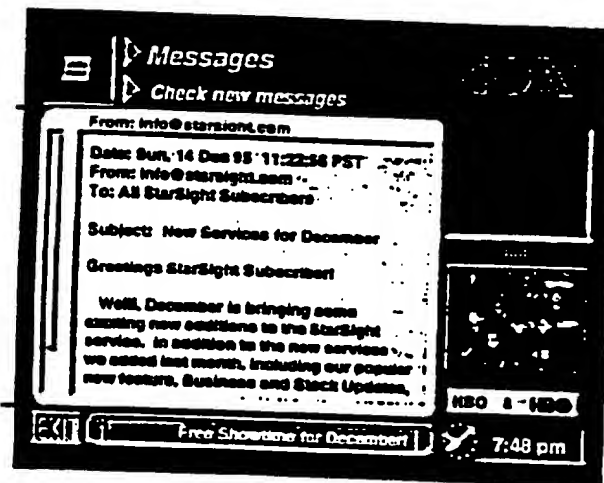 Messages
Check new messages
From: info@starsight.com
Date: Sun, 14 Dec 95 11:22:56 PST
From: info@starsight.com
To: All StarSight Subscribers
Subject: New Services for December
Greetings StarSight Subscriber!
Well, December is bringing some
exciting new additions to the StarSight
service. In addition to the new services
we added last month, including our popular
new feature, Business and Stock Updates,
HBO
EXIT
Free Showtime for December!
7:48 pm